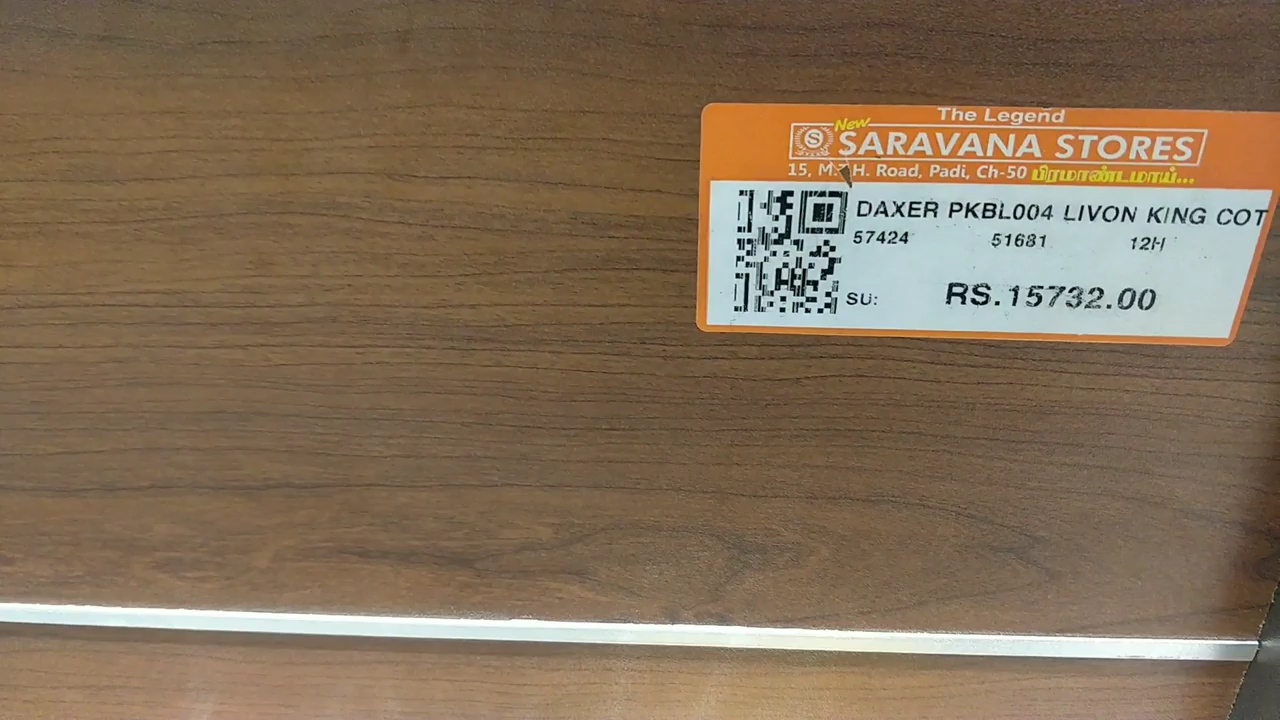 The Legend
New
S SARAVANA STORES
15, M.T.H. Road, Padi, Ch-50 பிரமாண்டமாய்...
DAXER PKBL004 LIVON KING COT
57424 51681 12H
SU: RS.15732.00